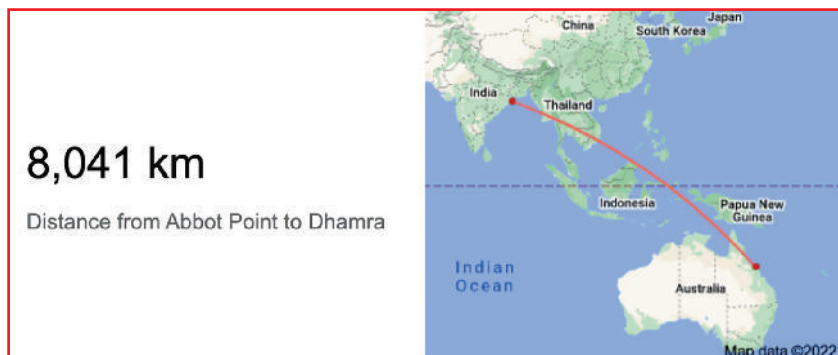 8,041 km
Distance from Abbot Point to Dhamra
China
Japan
South Korea
India
Thailand
Indonesia
Papua New
Guinea
Indian
Ocean
Australia
Map data ©2022